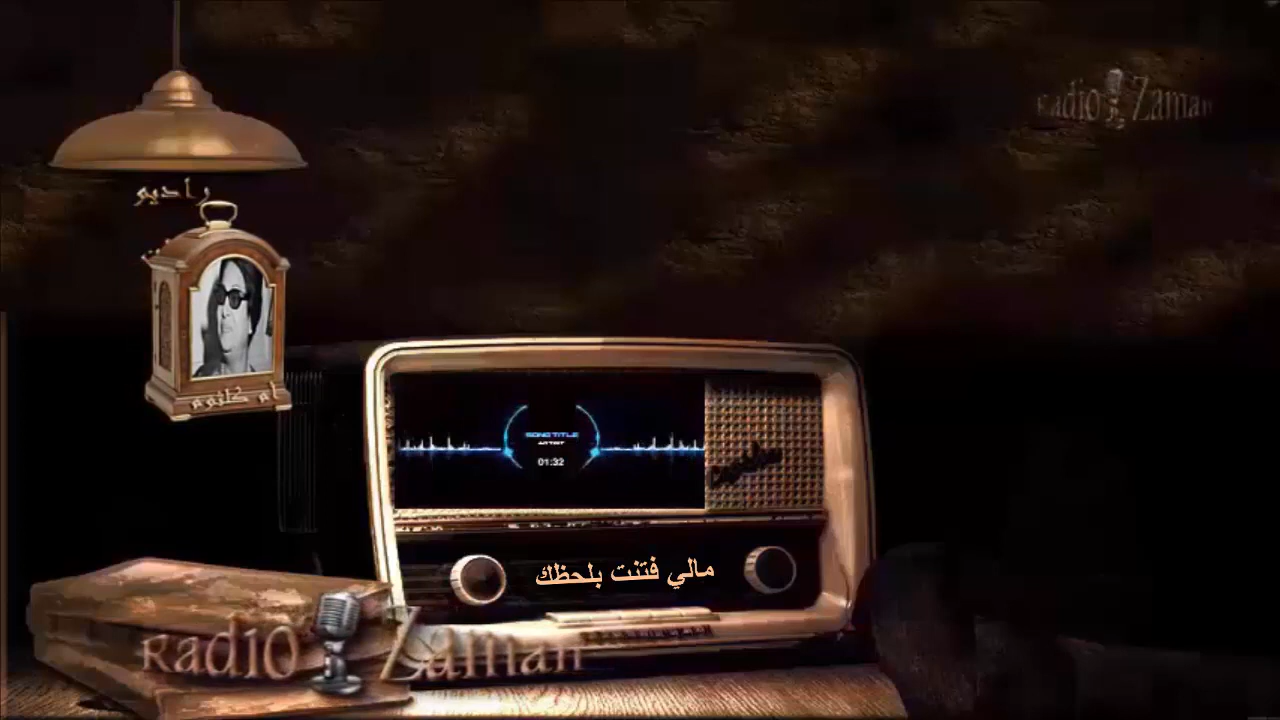 Radio Zaman
راديو
ام كلثوم
SONG TITLE
ARTIST
01:32
مالي فتنت بلحظك
Radio Zaman